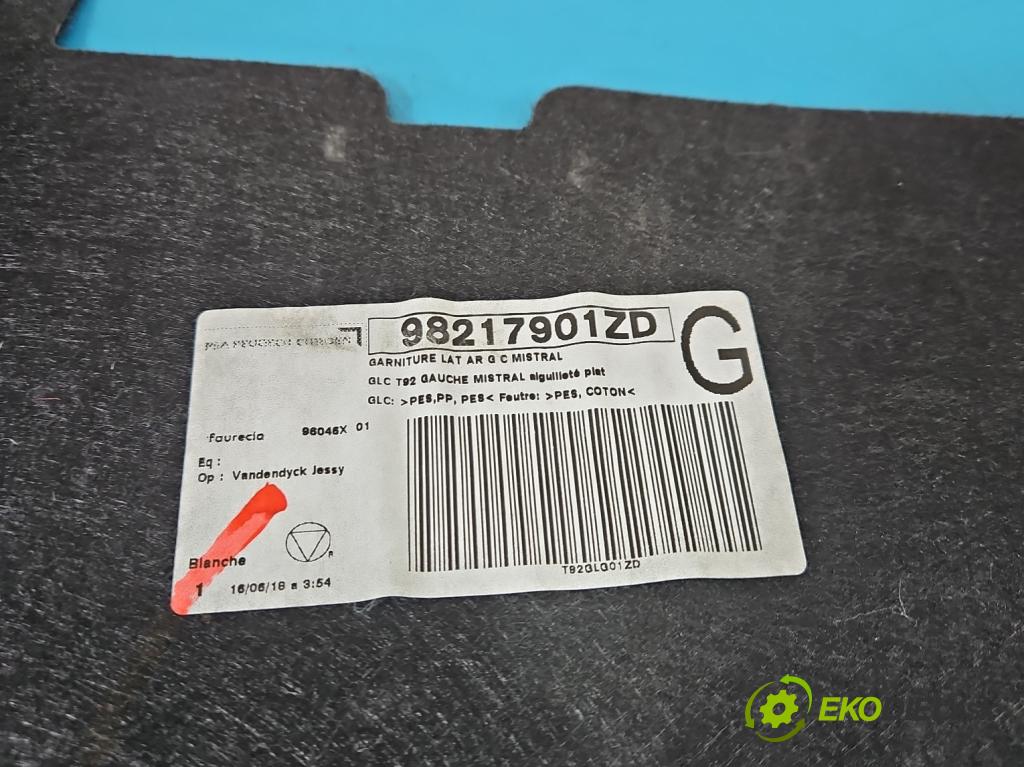 PSA PEUGEOT CITROËN
98217901ZD
G
GARNITURE LAT AR G C MISTRAL
GLC T92 GAUCHE MISTRAL aiguilleté plat
GLC: >PES,PP, PES< Feutre: >PES, COTON<
faurecia 96046X 01
Eq :
Op : Vandendyck Jessy
R
Blanche
1 16/06/18 a 3:54
T92GLG01ZD
EKO